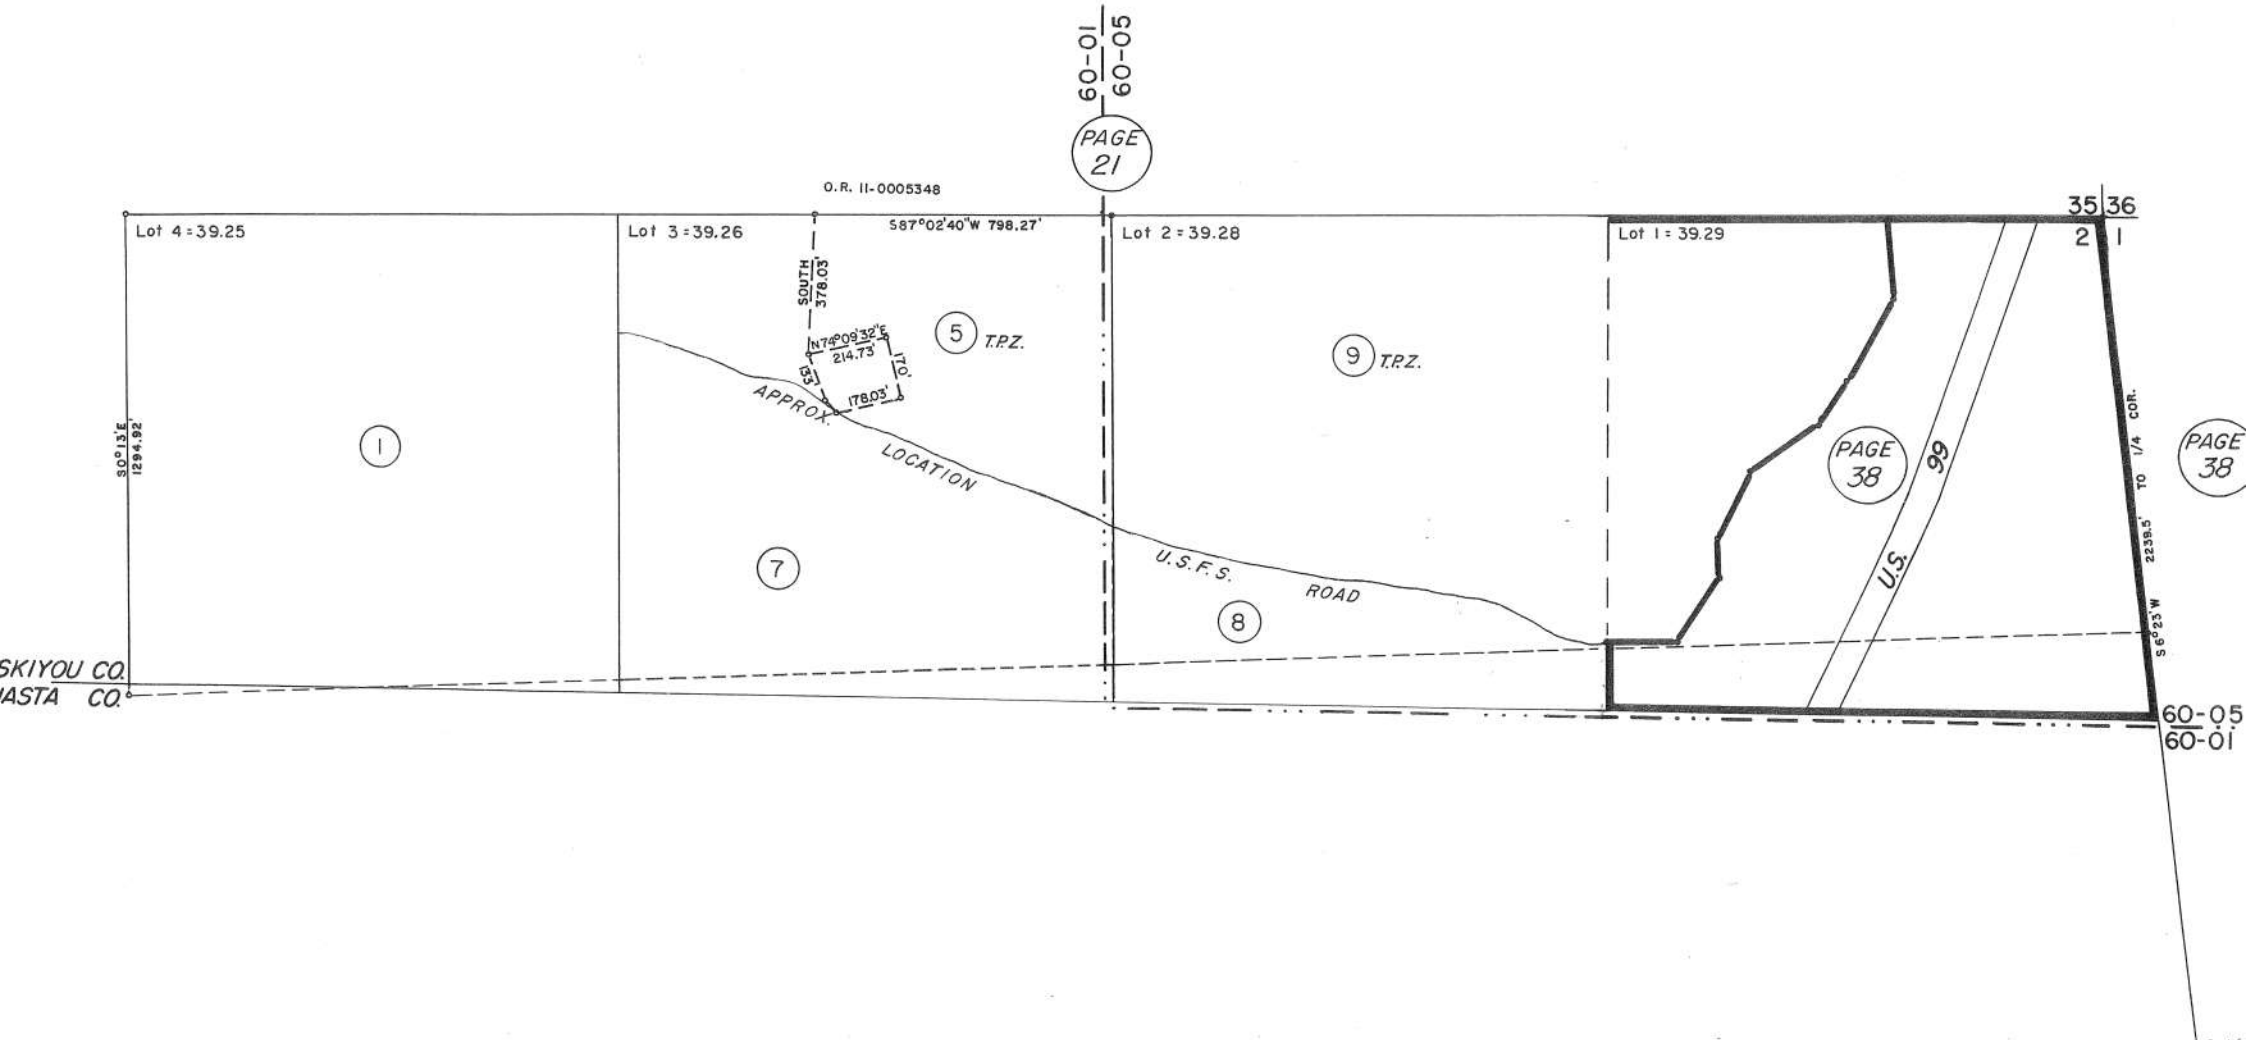 60-01
60-05
PAGE
21
O.R. 11-0005348
S87°02'40"W 798.27'
35 36
2 1
Lot 4=39.25
Lot 3=39.26
Lot 2=39.28
Lot 1=39.29
SOUTH
378.03'
N74°09'32"E
214.73'
170'
133'
178.03'
5 T.P.Z.
9 T.P.Z.
APPROX. LOCATION U.S.F.S. ROAD
S0°13'E
1294.92'
1
7
8
PAGE
38
U.S. 99
S6°23'W 2239.5' TO 1/4 COR.
PAGE
38
SKIYOU CO.
ASTA CO.
60-05
60-01